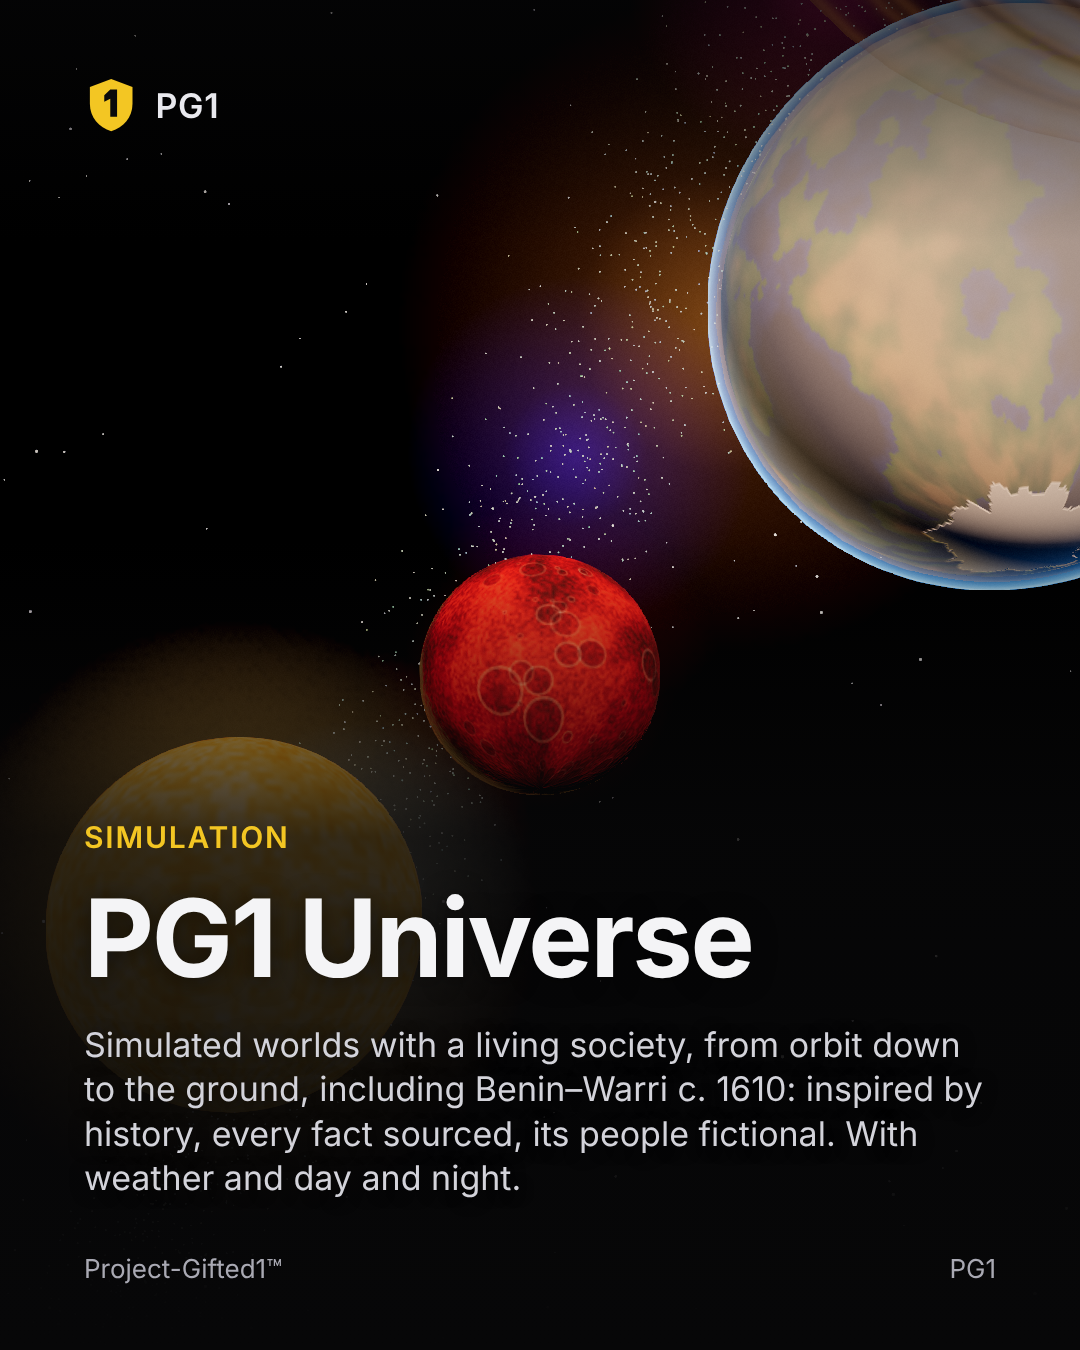 1 PG1
SIMULATION
PG1 Universe
Simulated worlds with a living society, from orbit down
to the ground, including Benin–Warri c. 1610: inspired by
history, every fact sourced, its people fictional. With
weather and day and night.
Project-Gifted1™ PG1